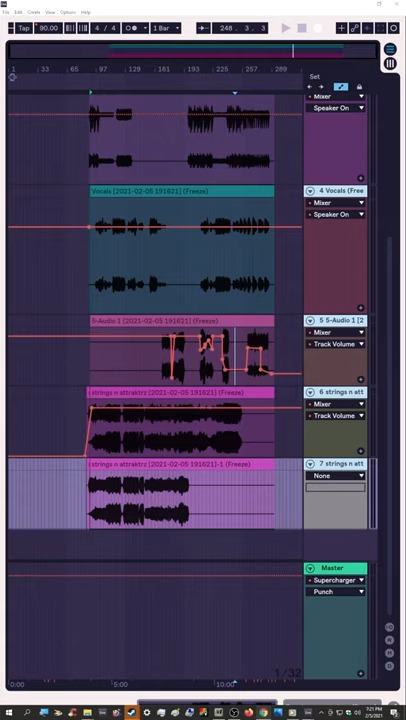 File Edit Create View Options Help
Tap 90.00 4 / 4 1 Bar 248 . 3 . 3
1 33 65 97 129 161 193 225 257 289 Set
Mixer
Speaker On
Vocals [2021-02-05 191621] (Freeze) 4 Vocals (Free
Mixer
Speaker On
5-Audio 1 [2021-02-05 191621] (Freeze) 5 5-Audio 1 [2
Mixer
Track Volume
strings n attraktrz [2021-02-05 191621] (Freeze) 6 strings n att
Mixer
Track Volume
strings n attraktrz [2021-02-05 191621]-1 (Freeze) 7 strings n att
None
Master
Supercharger
Punch
1/32
0:00 5:00 10:00
7:21 PM
2/5/2021